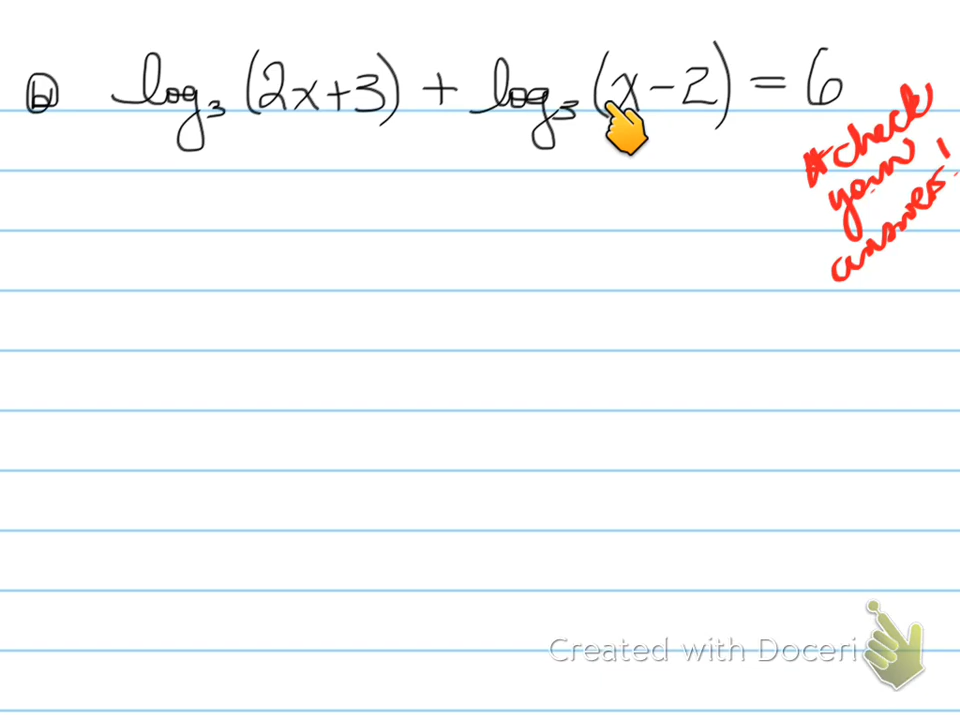 ⓑ log₃ (2x+3) + log₃ (x-2) = 6
*check
your
answers!
Created with Doceri